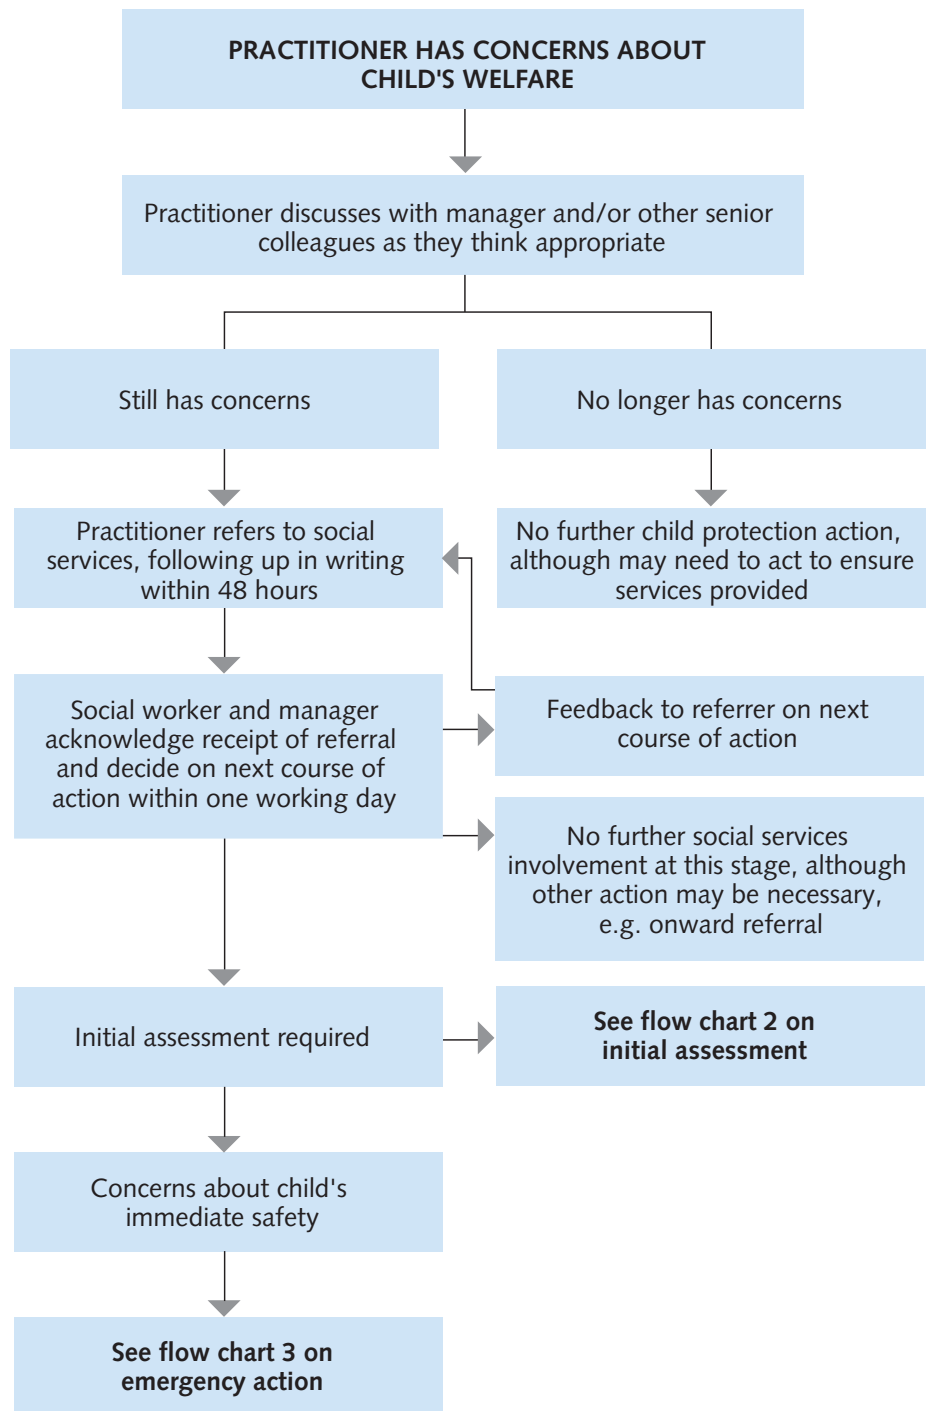 PRACTITIONER HAS CONCERNS ABOUT
CHILD'S WELFARE
Practitioner discusses with manager and/or other senior
colleagues as they think appropriate
Still has concerns
No longer has concerns
Practitioner refers to social
services, following up in writing
within 48 hours
No further child protection action,
although may need to act to ensure
services provided
Social worker and manager
acknowledge receipt of referral
and decide on next course of
action within one working day
Feedback to referrer on next
course of action
No further social services
involvement at this stage, although
other action may be necessary,
e.g. onward referral
Initial assessment required
See flow chart 2 on
initial assessment
Concerns about child's
immediate safety
See flow chart 3 on
emergency action